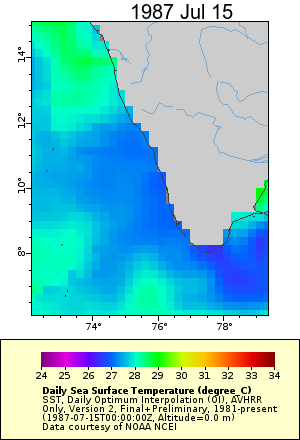 1987 Jul 15
14°
12°
10°
8°
74° 76° 78°
24 25 26 27 28 29 30 31 32 33 34
Daily Sea Surface Temperature (degree_C)
SST, Daily Optimum Interpolation (OI), AVHRR
Only, Version 2, Final+Preliminary, 1981-present
(1987-07-15T00:00:00Z, Altitude=0.0 m)
Data courtesy of NOAA NCEI